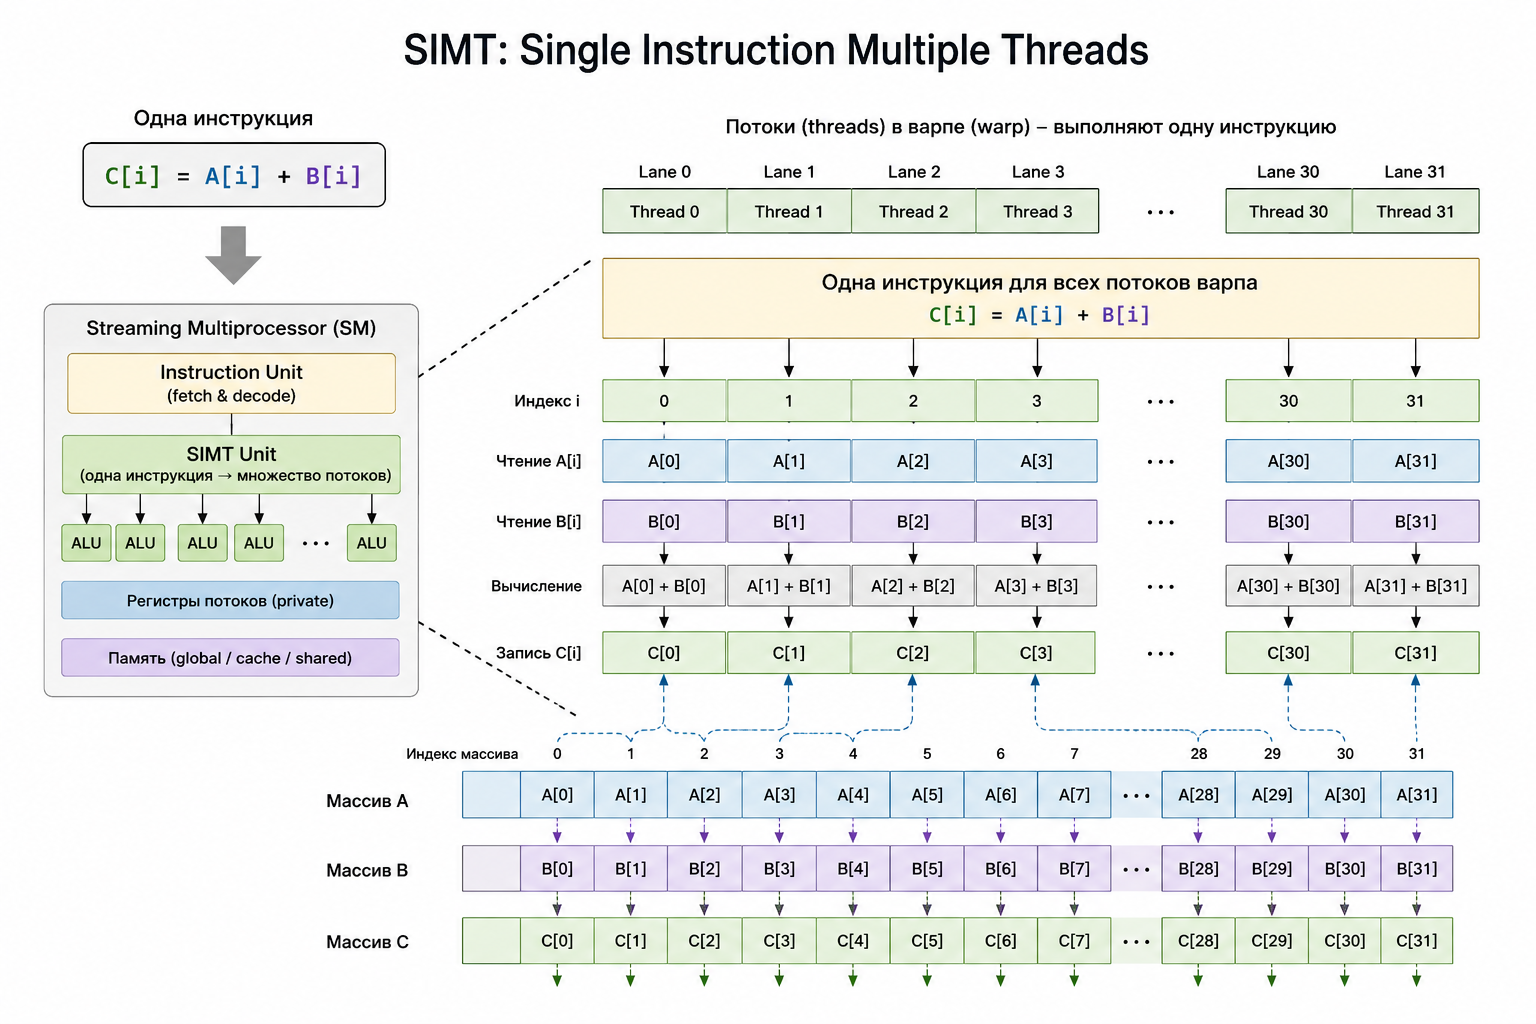 SIMT: Single Instruction Multiple Threads
Одна инструкция
C[i] = A[i] + B[i]
Streaming Multiprocessor (SM)
Instruction Unit
(fetch & decode)
SIMT Unit
(одна инструкция → множество потоков)
ALU ALU ALU ALU ... ALU
Регистры потоков (private)
Память (global / cache / shared)
Потоки (threads) в варпе (warp) – выполняют одну инструкцию
Lane 0 Lane 1 Lane 2 Lane 3 Lane 30 Lane 31
Thread 0 Thread 1 Thread 2 Thread 3 ... Thread 30 Thread 31
Одна инструкция для всех потоков варпа
C[i] = A[i] + B[i]
Индекс i 0 1 2 3 ... 30 31
Чтение A[i] A[0] A[1] A[2] A[3] ... A[30] A[31]
Чтение B[i] B[0] B[1] B[2] B[3] ... B[30] B[31]
Вычисление A[0] + B[0] A[1] + B[1] A[2] + B[2] A[3] + B[3] ... A[30] + B[30] A[31] + B[31]
Запись C[i] C[0] C[1] C[2] C[3] ... C[30] C[31]
Индекс массива 0 1 2 3 4 5 6 7 28 29 30 31
Массив A A[0] A[1] A[2] A[3] A[4] A[5] A[6] A[7] ... A[28] A[29] A[30] A[31]
Массив B B[0] B[1] B[2] B[3] B[4] B[5] B[6] B[7] ... B[28] B[29] B[30] B[31]
Массив C C[0] C[1] C[2] C[3] C[4] C[5] C[6] C[7] ... C[28] C[29] C[30] C[31]